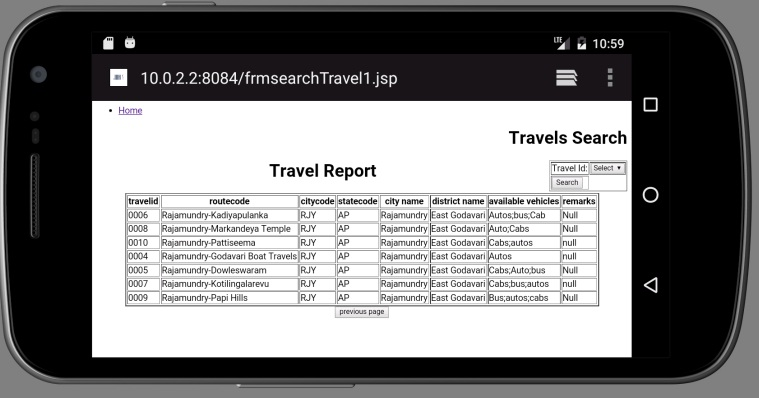 LTE 10:59
10.0.2.2:8084/frmsearchTravel1.jsp
Home
Travels Search
Travel Report
Travel Id: Select
Search
travelid routecode citycode statecode city name district name available vehicles remarks
0006 Rajamundry-Kadiyapulanka RJY AP Rajamundry East Godavari Autos;bus;Cab Null
0008 Rajamundry-Markandeya Temple RJY AP Rajamundry East Godavari Auto;Cabs Null
0010 Rajamundry-Pattiseema RJY AP Rajamundry East Godavari Cabs;autos null
0004 Rajamundry-Godavari Boat Travels RJY AP Rajamundry East Godavari Autos null
0005 Rajamundry-Dowleswaram RJY AP Rajamundry East Godavari Cabs;Auto;bus Null
0007 Rajamundry-Kotilingalarevu RJY AP Rajamundry East Godavari Cabs;bus;autos null
0009 Rajamundry-Papi Hills RJY AP Rajamundry East Godavari Bus;autos;cabs Null
previous page